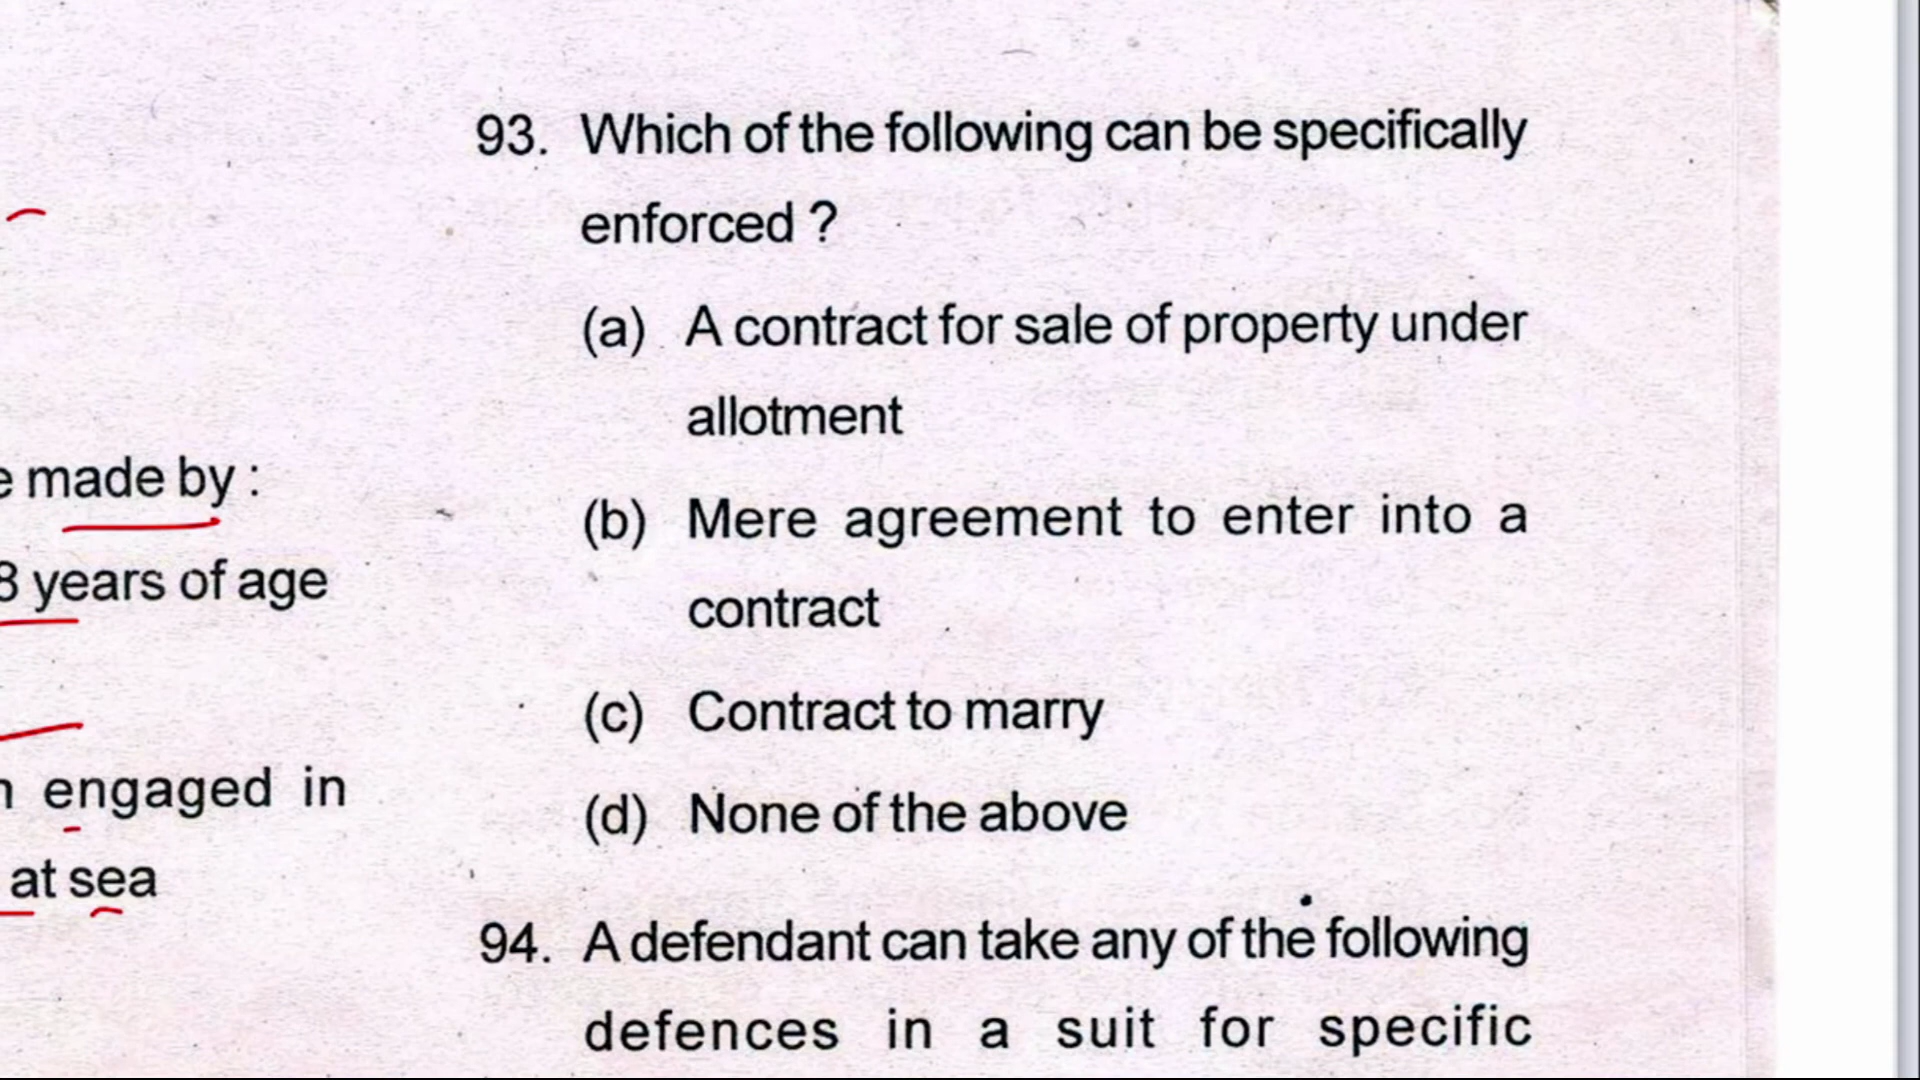 e made by :
8 years of age
engaged in
at sea
93. Which of the following can be specifically
enforced ?
(a) A contract for sale of property under
allotment
(b) Mere agreement to enter into a
contract
(c) Contract to marry
(d) None of the above
94. A defendant can take any of the following
defences in a suit for specific